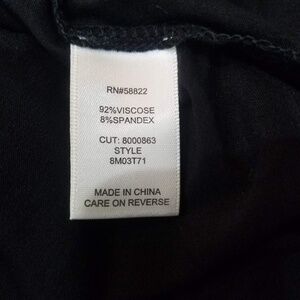 RN#58822
92%VISCOSE
8%SPANDEX
CUT: 8000863
STYLE
8M03T71
MADE IN CHINA
CARE ON REVERSE